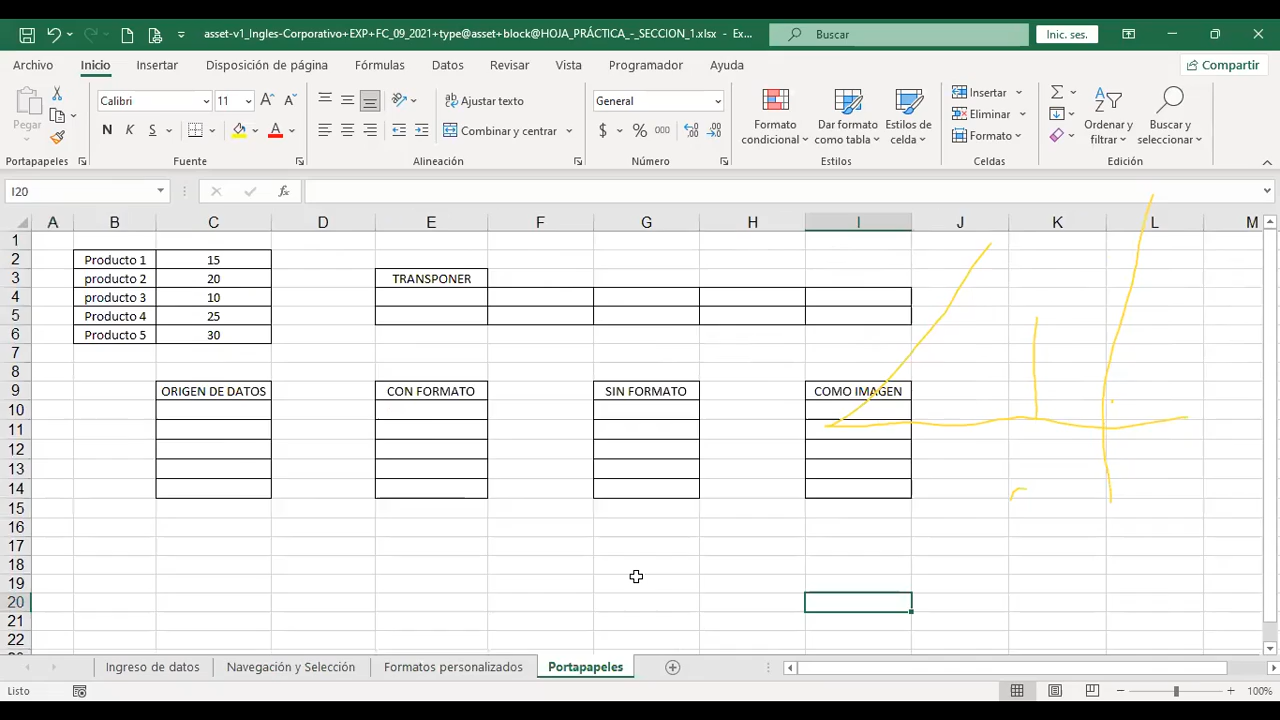 asset-v1_Ingles-Corporativo+EXP+FC_09_2021+type@asset+block@HOJA_PRÁCTICA_-_SECCION_1.xlsx - Ex...
Buscar
Inic. ses.
Archivo Inicio Insertar Disposición de página Fórmulas Datos Revisar Vista Programador Ayuda
Compartir
Pegar
Calibri 11
N K S
Ajustar texto
Combinar y centrar
General
$ % 000
Formato condicional
Dar formato como tabla
Estilos de celda
Insertar
Eliminar
Formato
Ordenar y filtrar
Buscar y seleccionar
Portapapeles Fuente Alineación Número Estilos Celdas Edición
I20
fx
A B C D E F G H I J K L M
1
2 Producto 1 15
3 producto 2 20 TRANSPONER
4 producto 3 10
5 Producto 4 25
6 Producto 5 30
7
8
9 ORIGEN DE DATOS CON FORMATO SIN FORMATO COMO IMAGEN
10
11
12
13
14
15
16
17
18
19
20
21
22
Ingreso de datos Navegación y Selección Formatos personalizados Portapapeles
Listo
100%